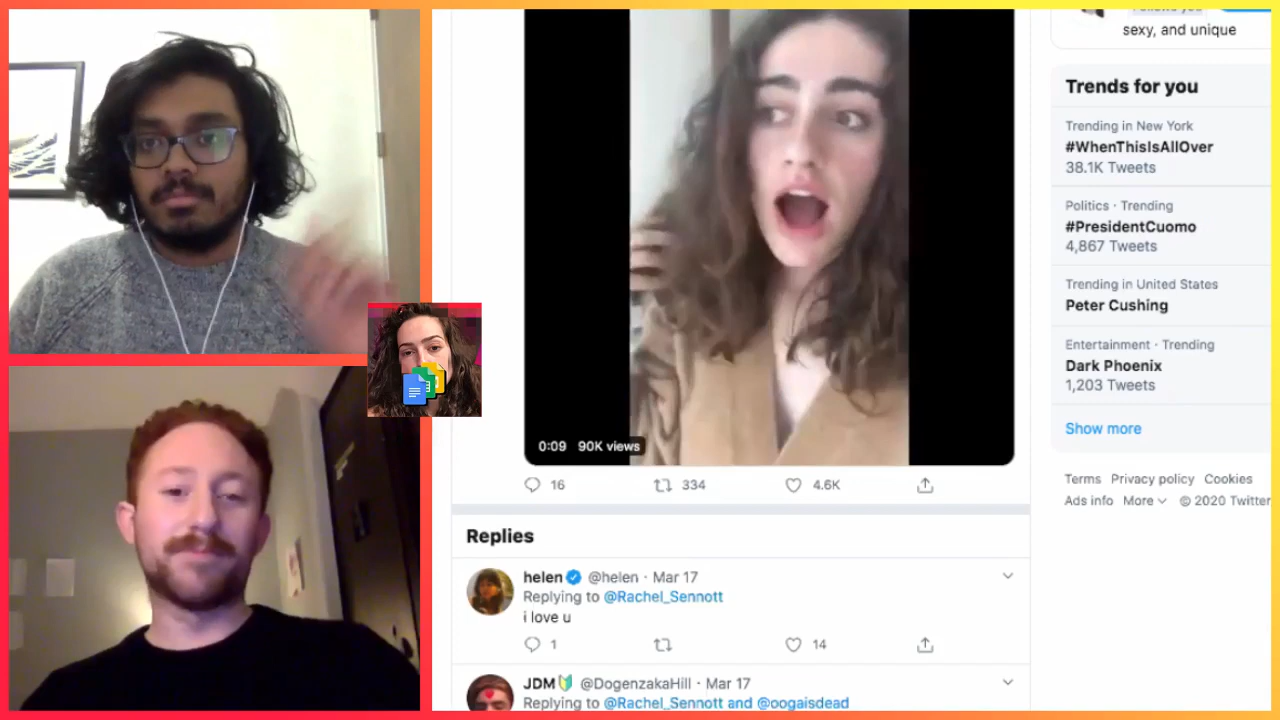 0:09 90K views
16 334 4.6K
Replies
helen @helen · Mar 17
Replying to @Rachel_Sennott
i love u
1 14
JDM @DogenzakaHill · Mar 17
Replying to @Rachel_Sennott and @oogaisdead
sexy, and unique
Trends for you
Trending in New York
#WhenThisIsAllOver
38.1K Tweets
Politics · Trending
#PresidentCuomo
4,867 Tweets
Trending in United States
Peter Cushing
Entertainment · Trending
Dark Phoenix
1,203 Tweets
Show more
Terms Privacy policy Cookies
Ads info More © 2020 Twitter